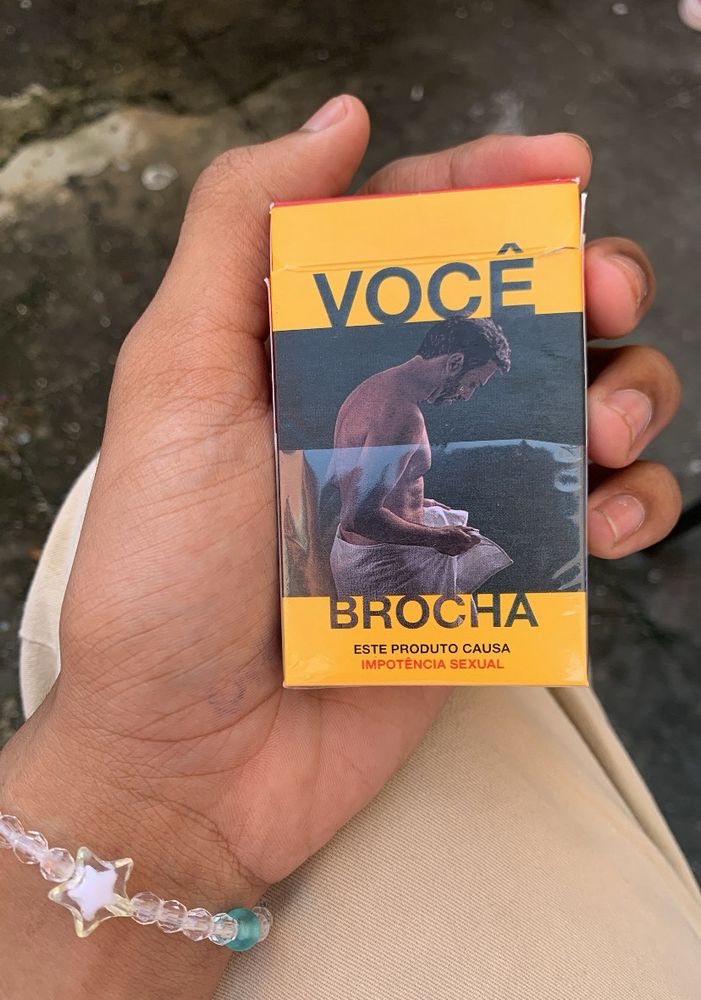 VOCÊ
BROCHA
ESTE PRODUTO CAUSA
IMPOTÊNCIA SEXUAL